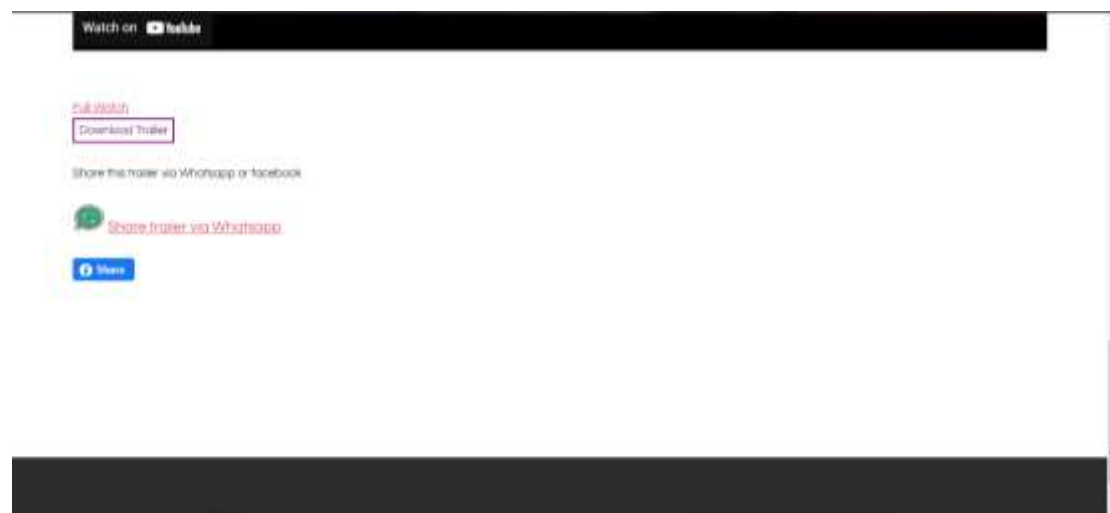 Watch on YouTube
Full Watch
Download Trailer
Share this trailer via Whatsapp or facebook
Share trailer via Whatsapp
Share